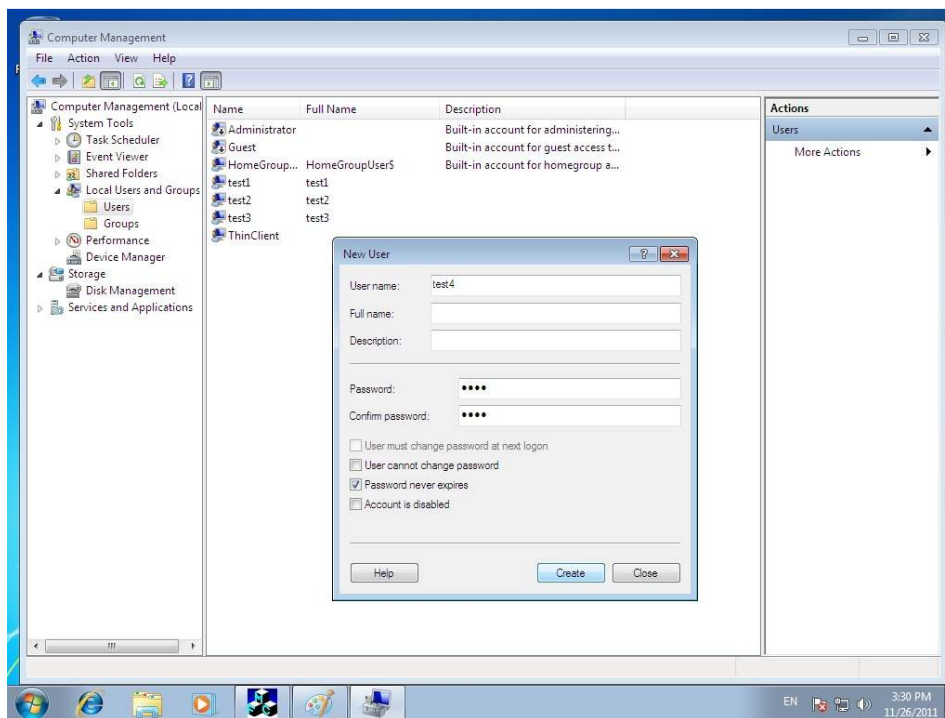 Computer Management
File Action View Help
Computer Management (Local
System Tools
Task Scheduler
Event Viewer
Shared Folders
Local Users and Groups
Users
Groups
Performance
Device Manager
Storage
Disk Management
Services and Applications
Name Full Name Description
Administrator Built-in account for administering...
Guest Built-in account for guest access t...
HomeGroup... HomeGroupUser$ Built-in account for homegroup a...
test1 test1
test2 test2
test3 test3
ThinClient
Actions
Users
More Actions
New User
User name: test4
Full name:
Description:
Password: ••••
Confirm password: ••••
User must change password at next logon
User cannot change password
Password never expires
Account is disabled
Help Create Close
EN 3:30 PM
11/26/2011